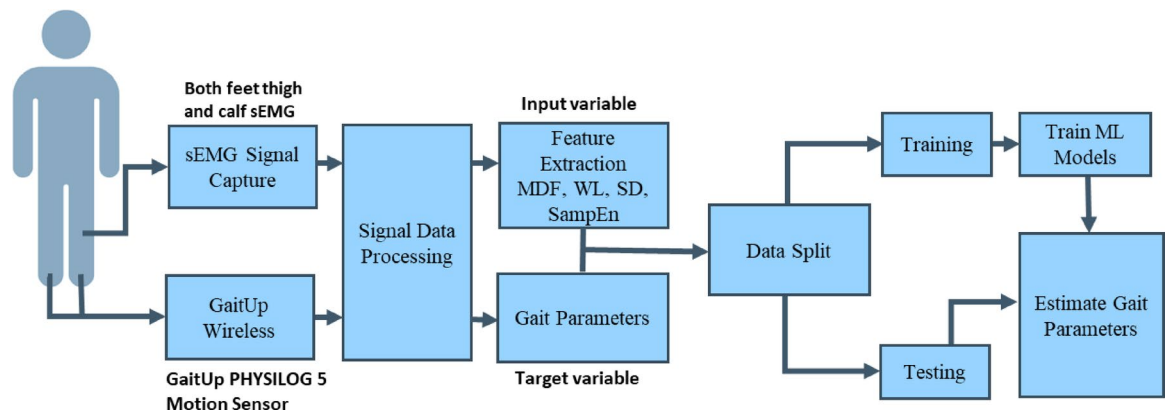 Both feet thigh
and calf sEMG
sEMG Signal
Capture
GaitUp
Wireless
GaitUp PHYSILOG 5
Motion Sensor
Signal Data
Processing
Input variable
Feature
Extraction
MDF, WL, SD,
SampEn
Gait Parameters
Target variable
Data Split
Training
Train ML
Models
Testing
Estimate Gait
Parameters